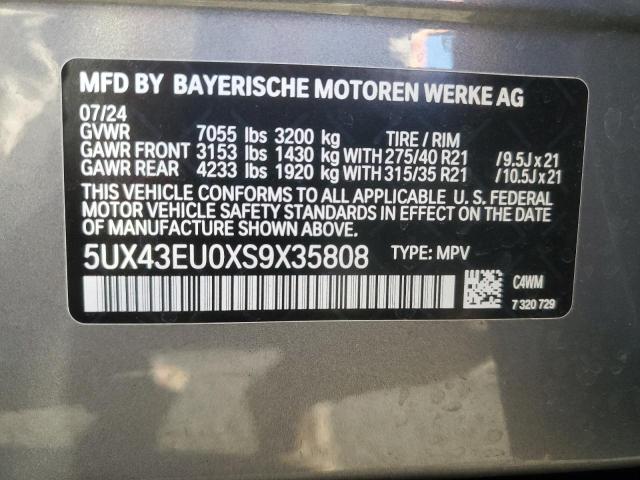 MFD BY BAYERISCHE MOTOREN WERKE AG
07/24
GVWR 7055 lbs 3200 kg TIRE / RIM
GAWR FRONT 3153 lbs 1430 kg WITH 275/40 R21 /9.5J x 21
GAWR REAR 4233 lbs 1920 kg WITH 315/35 R21 /10.5J x 21
THIS VEHICLE CONFORMS TO ALL APPLICABLE U. S. FEDERAL
MOTOR VEHICLE SAFETY STANDARDS IN EFFECT ON THE DATE
OF MANUFACTURE SHOWN ABOVE.
5UX43EU0XS9X35808 TYPE: MPV
C4WM
7 320 729